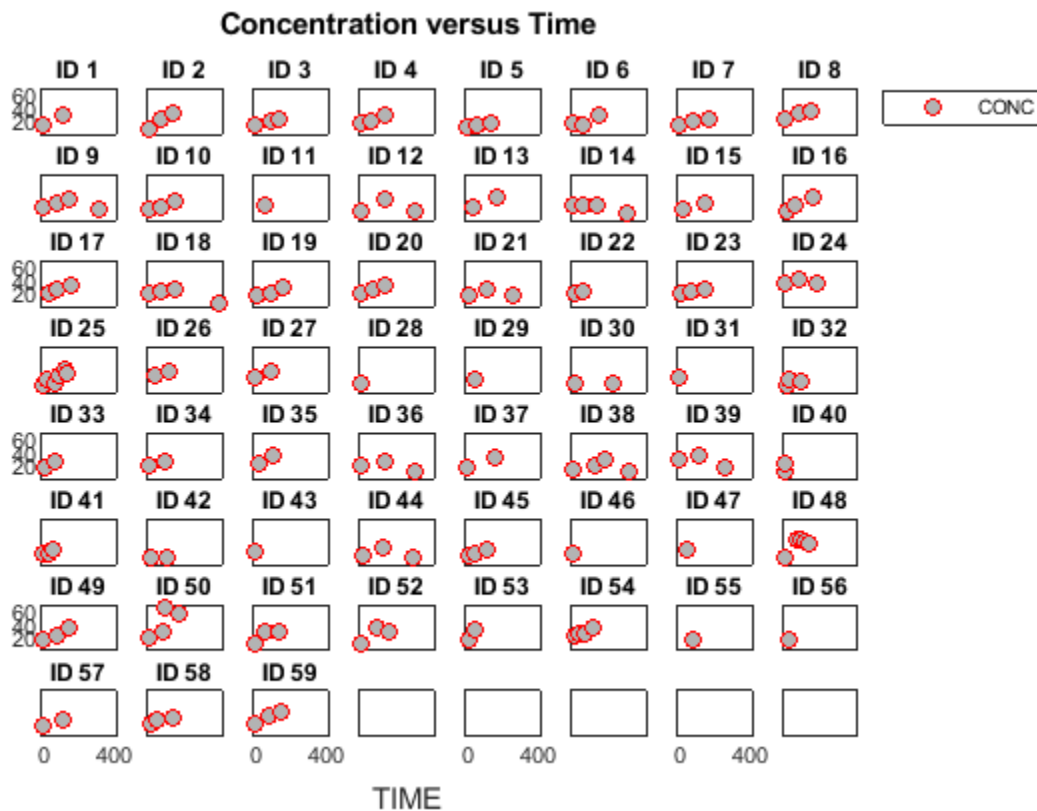 Concentration versus Time
ID 1 ID 2 ID 3 ID 4 ID 5 ID 6 ID 7 ID 8
60
40
20
CONC
ID 9 ID 10 ID 11 ID 12 ID 13 ID 14 ID 15 ID 16
ID 17 ID 18 ID 19 ID 20 ID 21 ID 22 ID 23 ID 24
60
40
20
ID 25 ID 26 ID 27 ID 28 ID 29 ID 30 ID 31 ID 32
ID 33 ID 34 ID 35 ID 36 ID 37 ID 38 ID 39 ID 40
60
40
20
ID 41 ID 42 ID 43 ID 44 ID 45 ID 46 ID 47 ID 48
ID 49 ID 50 ID 51 ID 52 ID 53 ID 54 ID 55 ID 56
60
40
20
ID 57 ID 58 ID 59
0 400 0 400 0 400 0 400
TIME